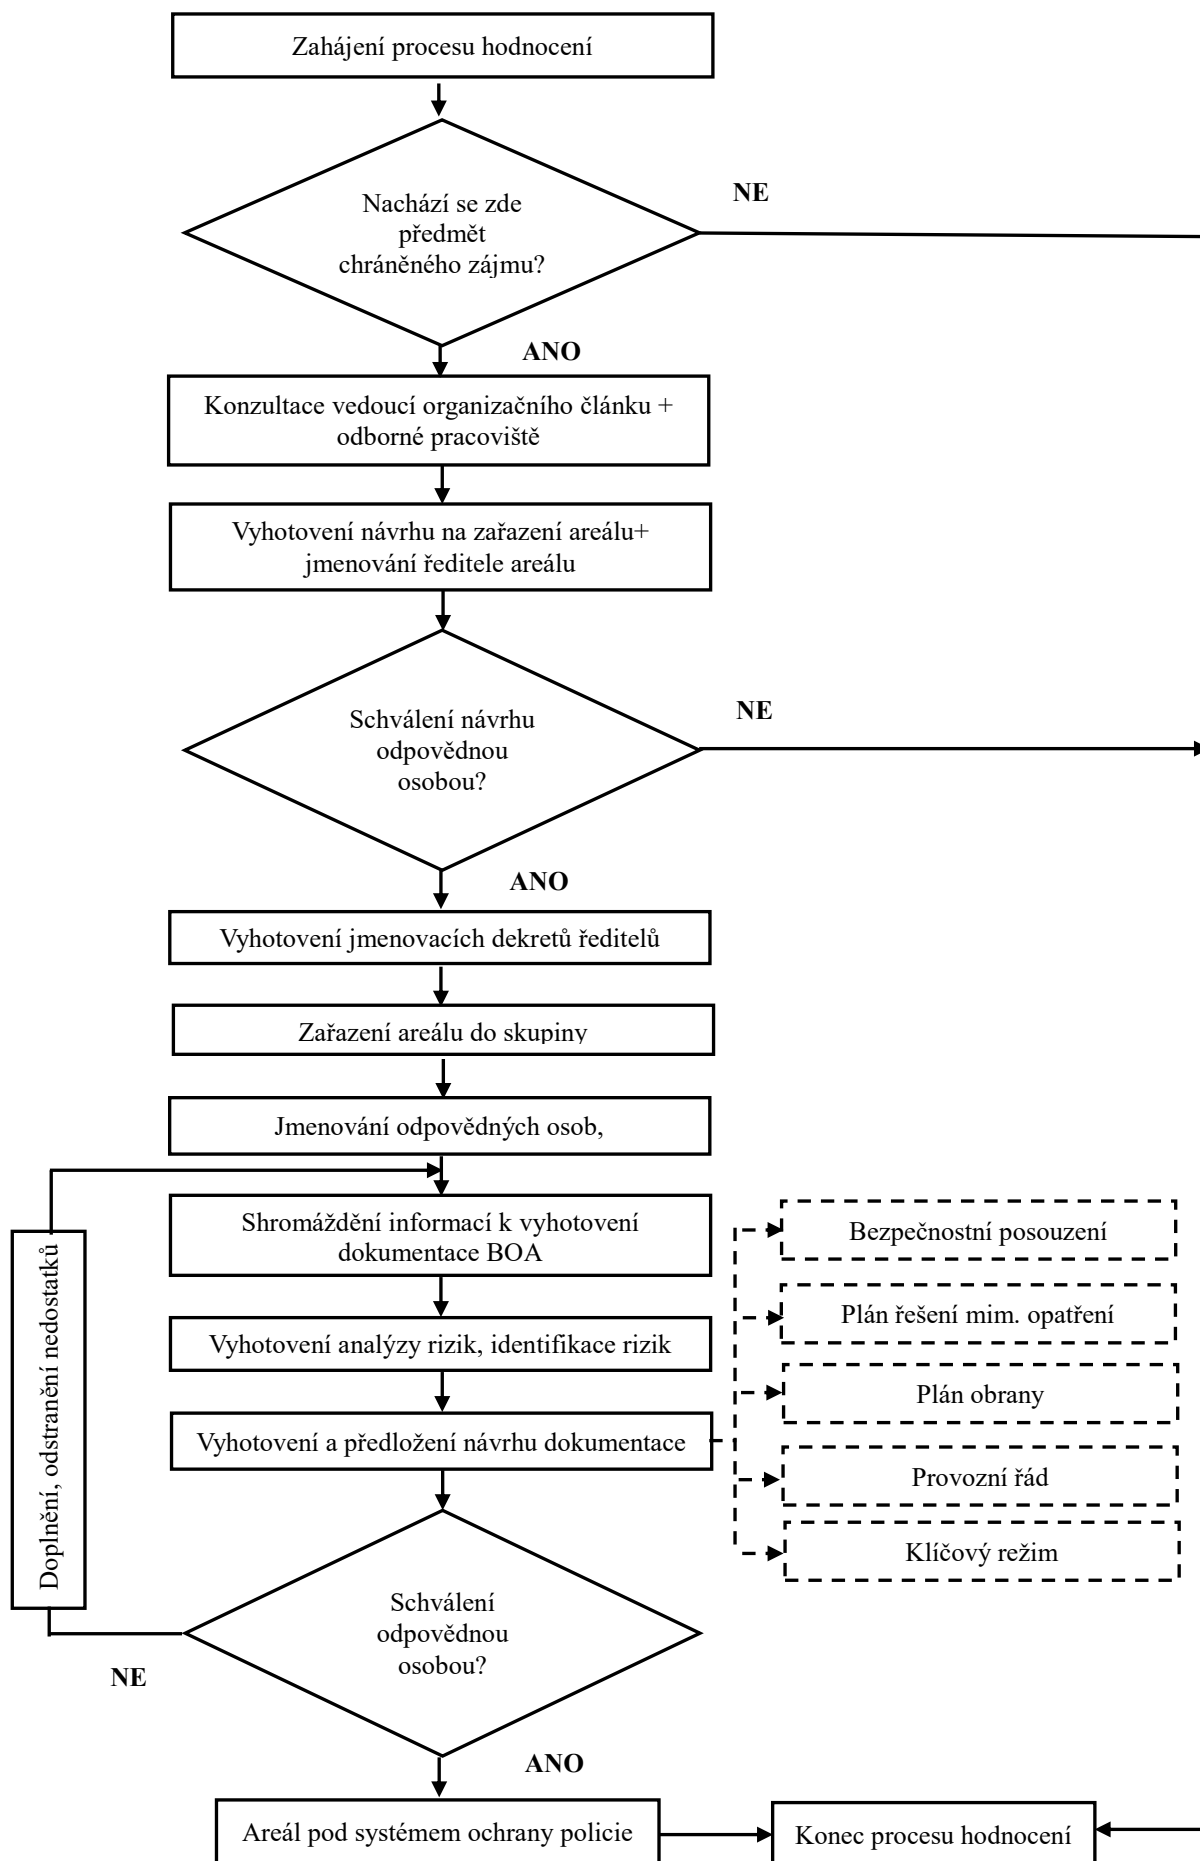 Zahájení procesu hodnocení
NE
Nachází se zde
předmět
chráněného zájmu?
ANO
Konzultace vedoucí organizačního článku +
odborné pracoviště
Vyhotovení návrhu na zařazení areálu+
jmenování ředitele areálu
NE
Schválení návrhu
odpovědnou
osobou?
ANO
Vyhotovení jmenovacích dekretů ředitelů
Zařazení areálu do skupiny
Jmenování odpovědných osob,
Shromáždění informací k vyhotovení
dokumentace BOA
Vyhotovení analýzy rizik, identifikace rizik
Vyhotovení a předložení návrhu dokumentace
Bezpečnostní posouzení
Plán řešení mim. opatření
Plán obrany
Provozní řád
Klíčový režim
Doplnění, odstranění nedostatků
Schválení
odpovědnou
osobou?
NE
ANO
Areál pod systémem ochrany policie
Konec procesu hodnocení